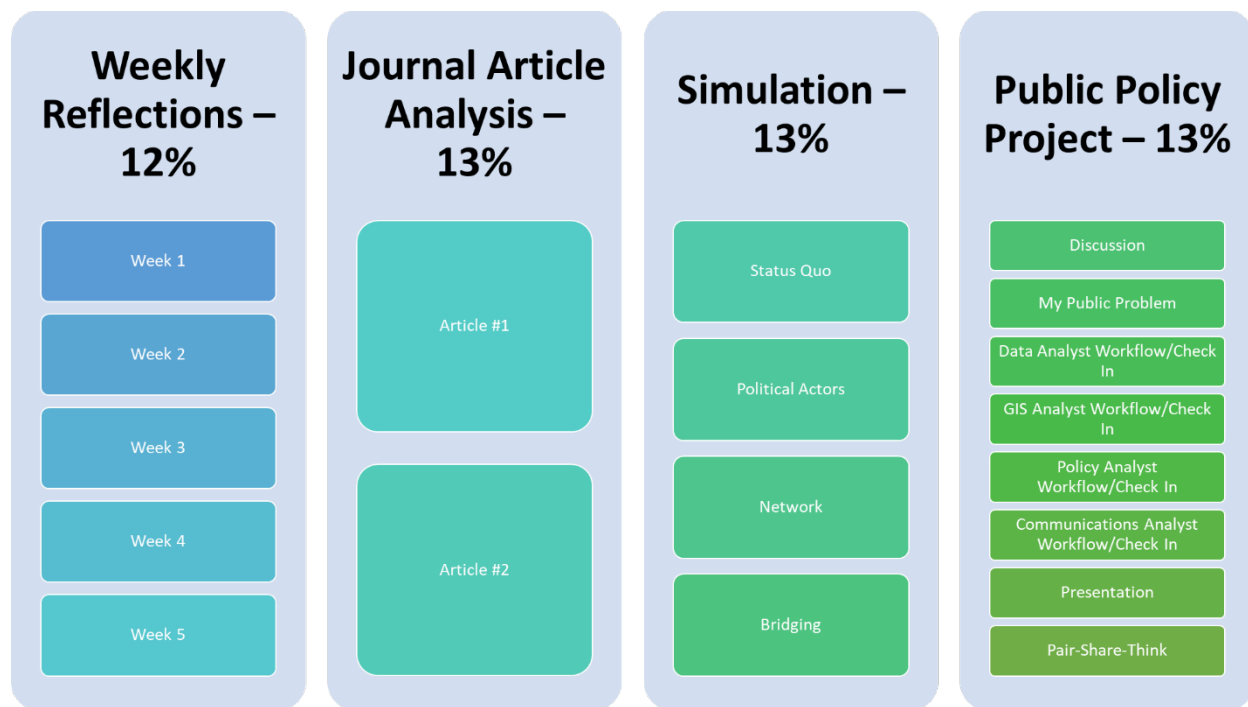 Weekly
Reflections –
12%
Week 1
Week 2
Week 3
Week 4
Week 5
Journal Article
Analysis –
13%
Article #1
Article #2
Simulation –
13%
Status Quo
Political Actors
Network
Bridging
Public Policy
Project – 13%
Discussion
My Public Problem
Data Analyst Workflow/Check
In
GIS Analyst Workflow/Check
In
Policy Analyst
Workflow/Check In
Communications Analyst
Workflow/Check In
Presentation
Pair-Share-Think